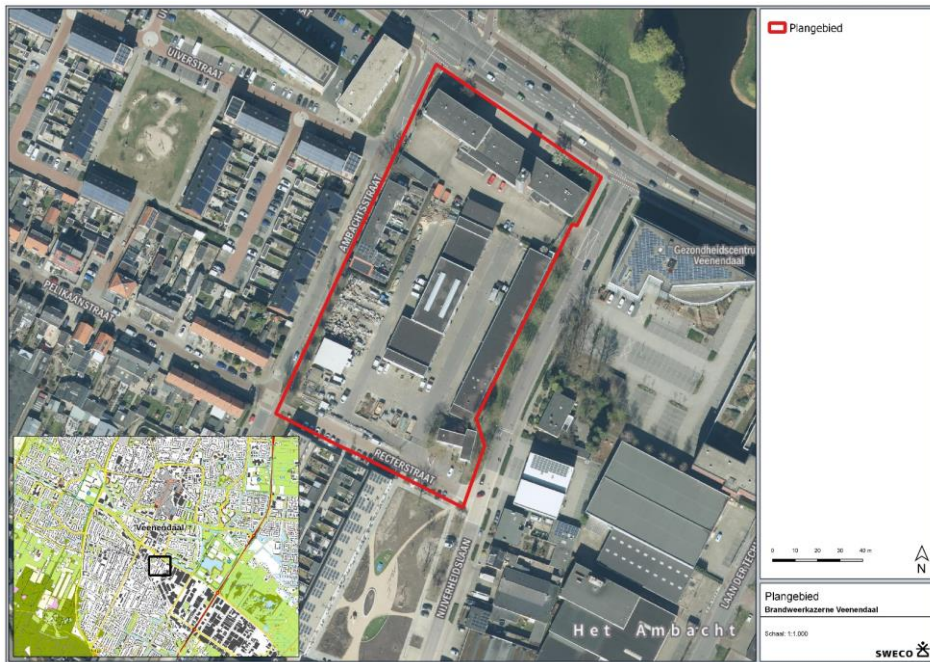 Plangebied
UIVERSTRAAT
AMBACHTSSTRAAT
PELIKAANSTRAAT
Gezondheidscentrum
Veenendaal
RECTERSTRAAT
NIJVERHEIDSLAAN
Het Ambacht
Veenendaal
0 10 20 30 40 m
N
Plangebied
Brandweerkazerne Veenendaal
Schaal: 1:1.000
SWECO